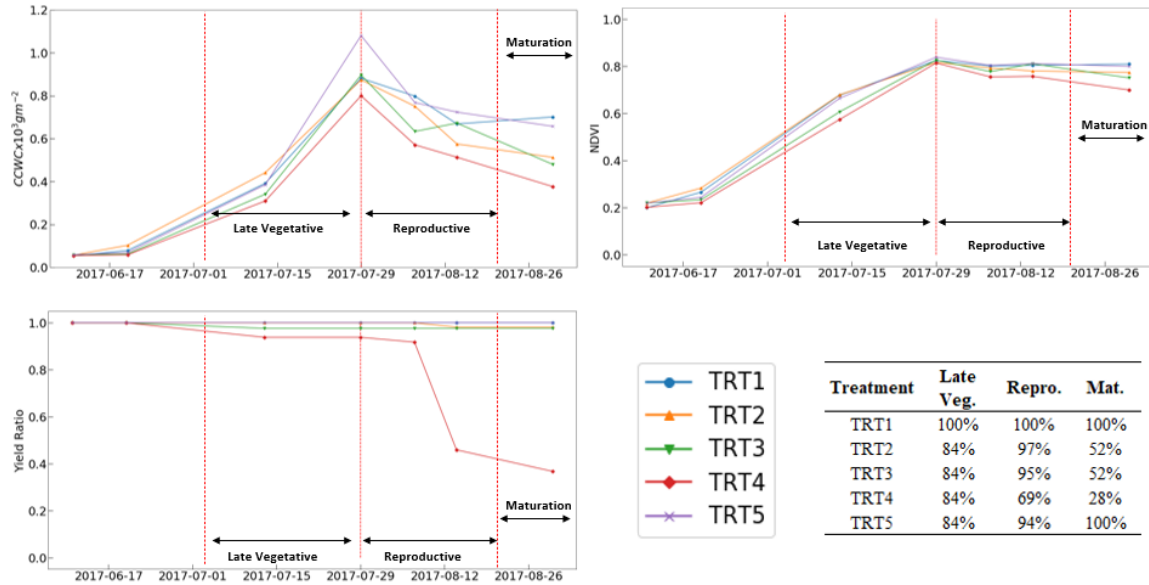 1.2
1.0
0.8
0.6
0.4
0.2
0.0
CCWCx10³gm⁻²
Maturation
Late Vegetative
Reproductive
2017-06-17 2017-07-01 2017-07-15 2017-07-29 2017-08-12 2017-08-26
1.0
0.8
0.6
0.4
0.2
0.0
NDVI
Maturation
Late Vegetative
Reproductive
2017-06-17 2017-07-01 2017-07-15 2017-07-29 2017-08-12 2017-08-26
1.0
0.8
0.6
0.4
0.2
0.0
Yield Ratio
Maturation
Late Vegetative
Reproductive
2017-06-17 2017-07-01 2017-07-15 2017-07-29 2017-08-12 2017-08-26
TRT1
TRT2
TRT3
TRT4
TRT5
Treatment Late Veg. Repro. Mat.
TRT1 100% 100% 100%
TRT2 84% 97% 52%
TRT3 84% 95% 52%
TRT4 84% 69% 28%
TRT5 84% 94% 100%